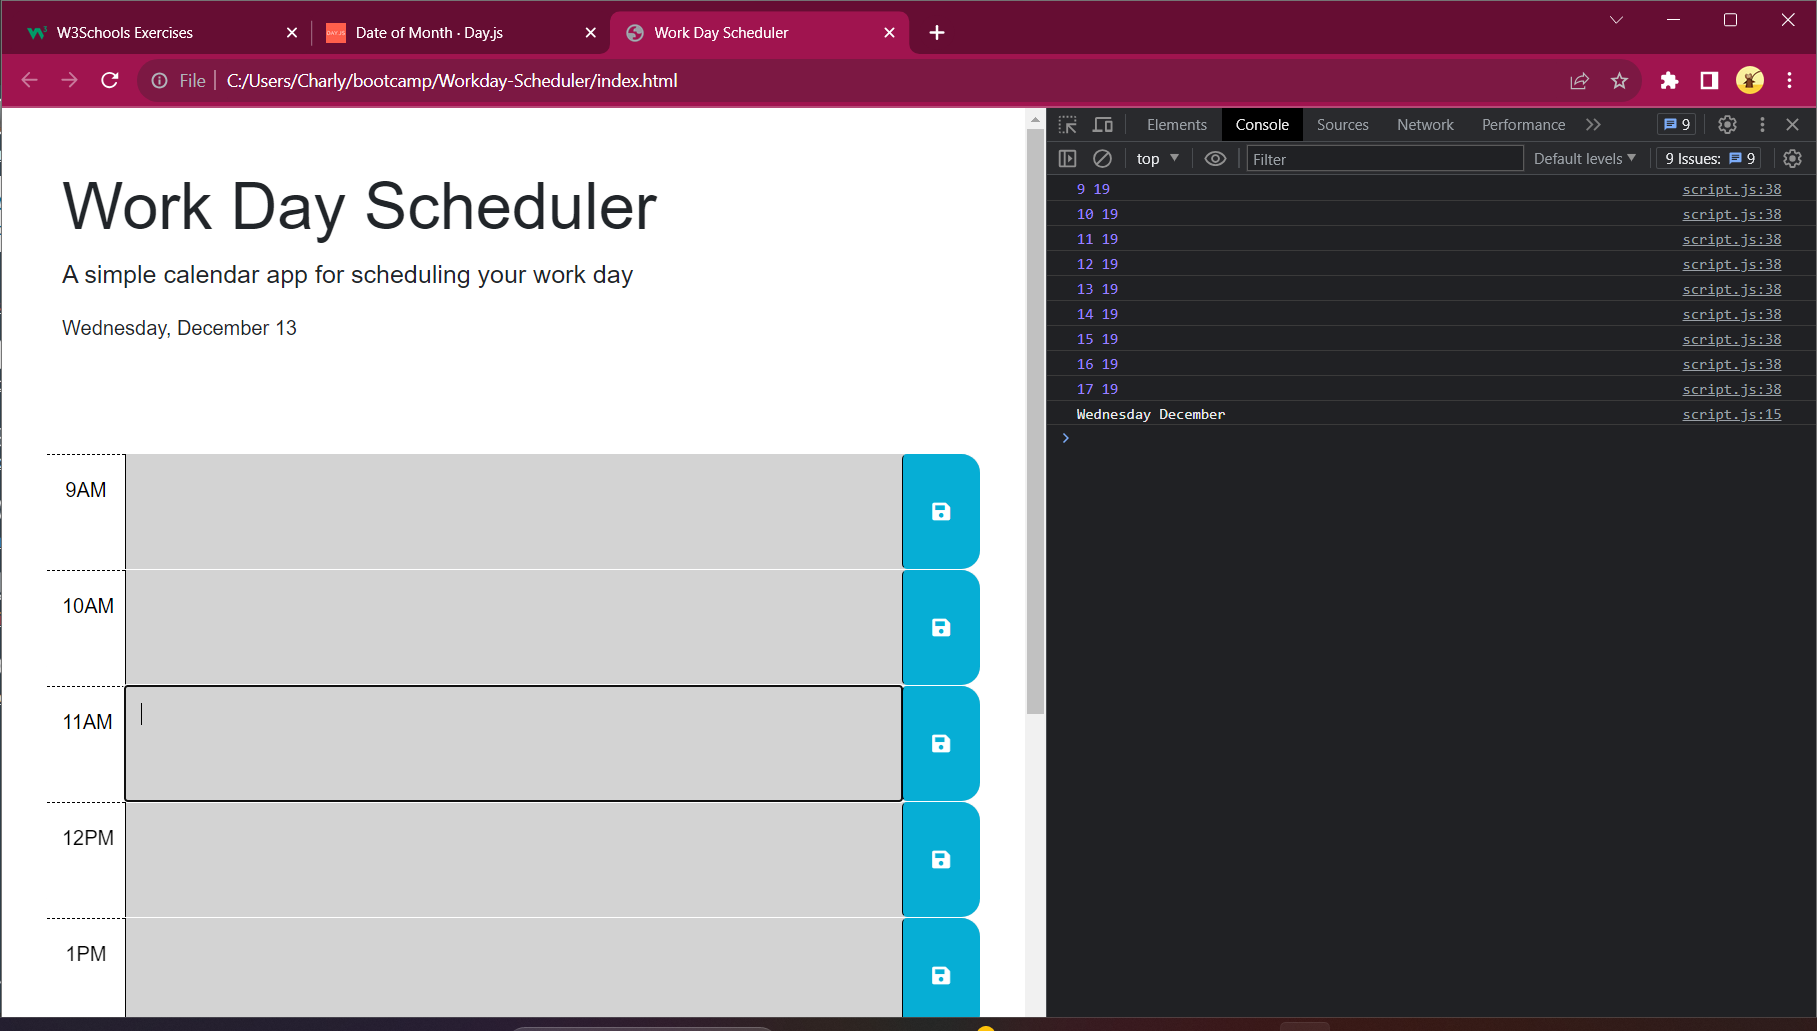 W3Schools Exercises
Date of Month · Day.js
Work Day Scheduler
File C:/Users/Charly/bootcamp/Workday-Scheduler/index.html
Work Day Scheduler
A simple calendar app for scheduling your work day
Wednesday, December 13
9AM
10AM
11AM
12PM
1PM
Elements Console Sources Network Performance 9
top Filter Default levels 9 Issues: 9
9 19 script.js:38
10 19 script.js:38
11 19 script.js:38
12 19 script.js:38
13 19 script.js:38
14 19 script.js:38
15 19 script.js:38
16 19 script.js:38
17 19 script.js:38
Wednesday December script.js:15